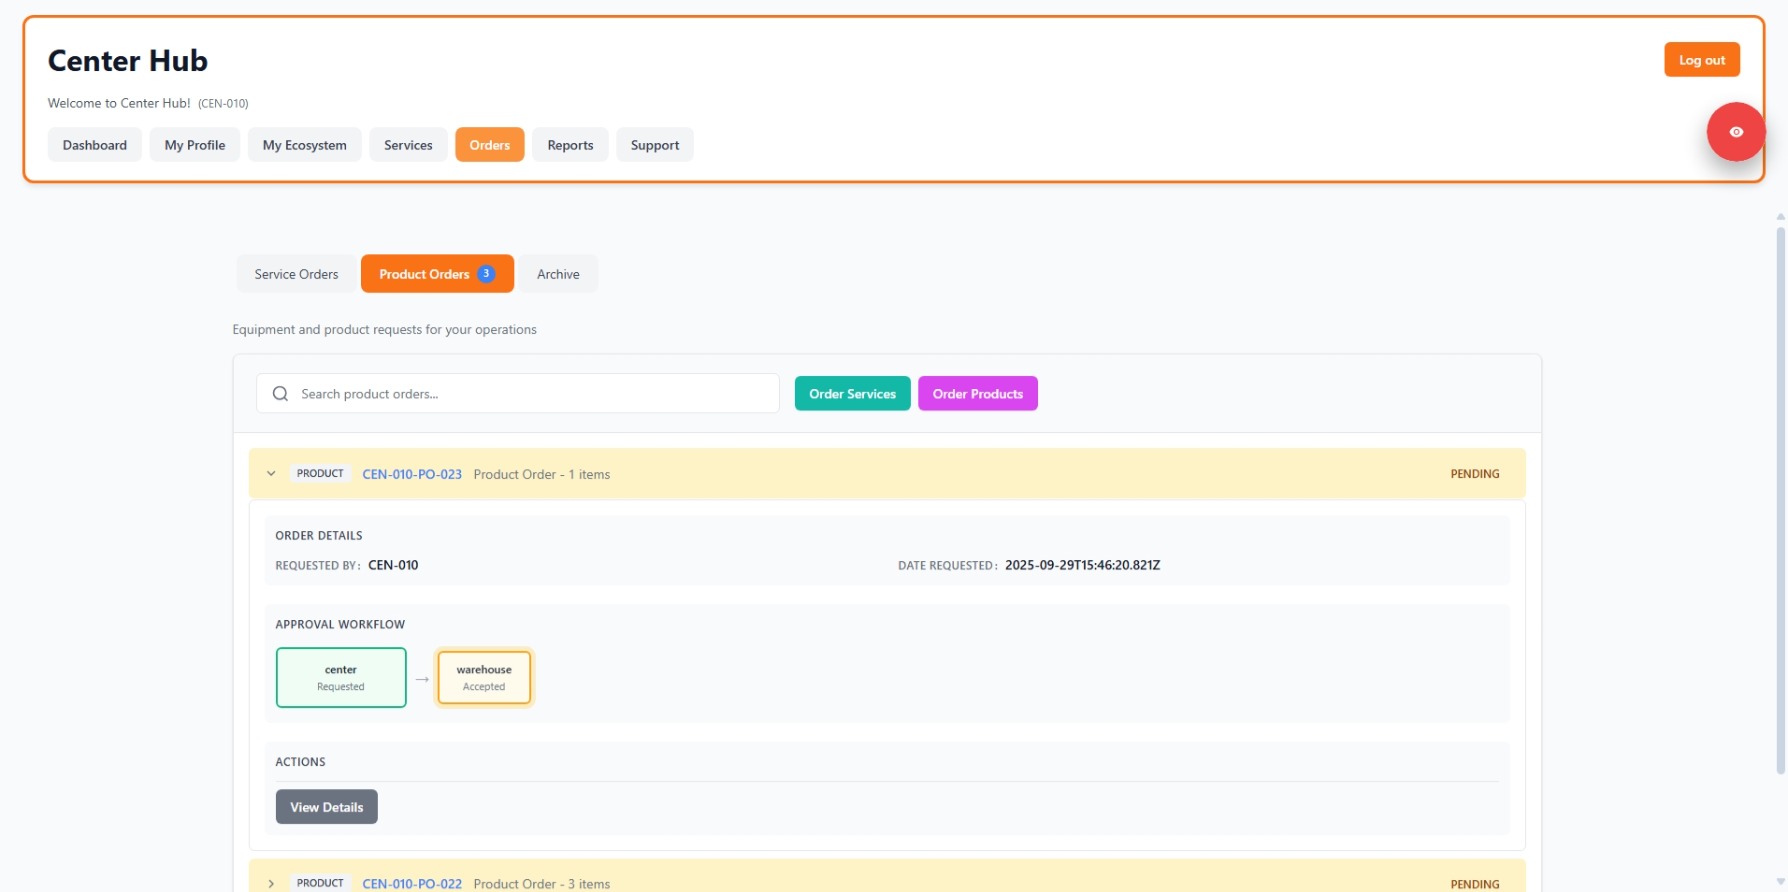 Center Hub
Log out
Welcome to Center Hub! (CEN-010)
Dashboard My Profile My Ecosystem Services Orders Reports Support
Service Orders Product Orders 3 Archive
Equipment and product requests for your operations
Search product orders... Order Services Order Products
PRODUCT CEN-010-PO-023 Product Order - 1 items PENDING
ORDER DETAILS
REQUESTED BY: CEN-010 DATE REQUESTED: 2025-09-29T15:46:20.821Z
APPROVAL WORKFLOW
center
Requested
→
warehouse
Accepted
ACTIONS
View Details
PRODUCT CEN-010-PO-022 Product Order - 3 items PENDING